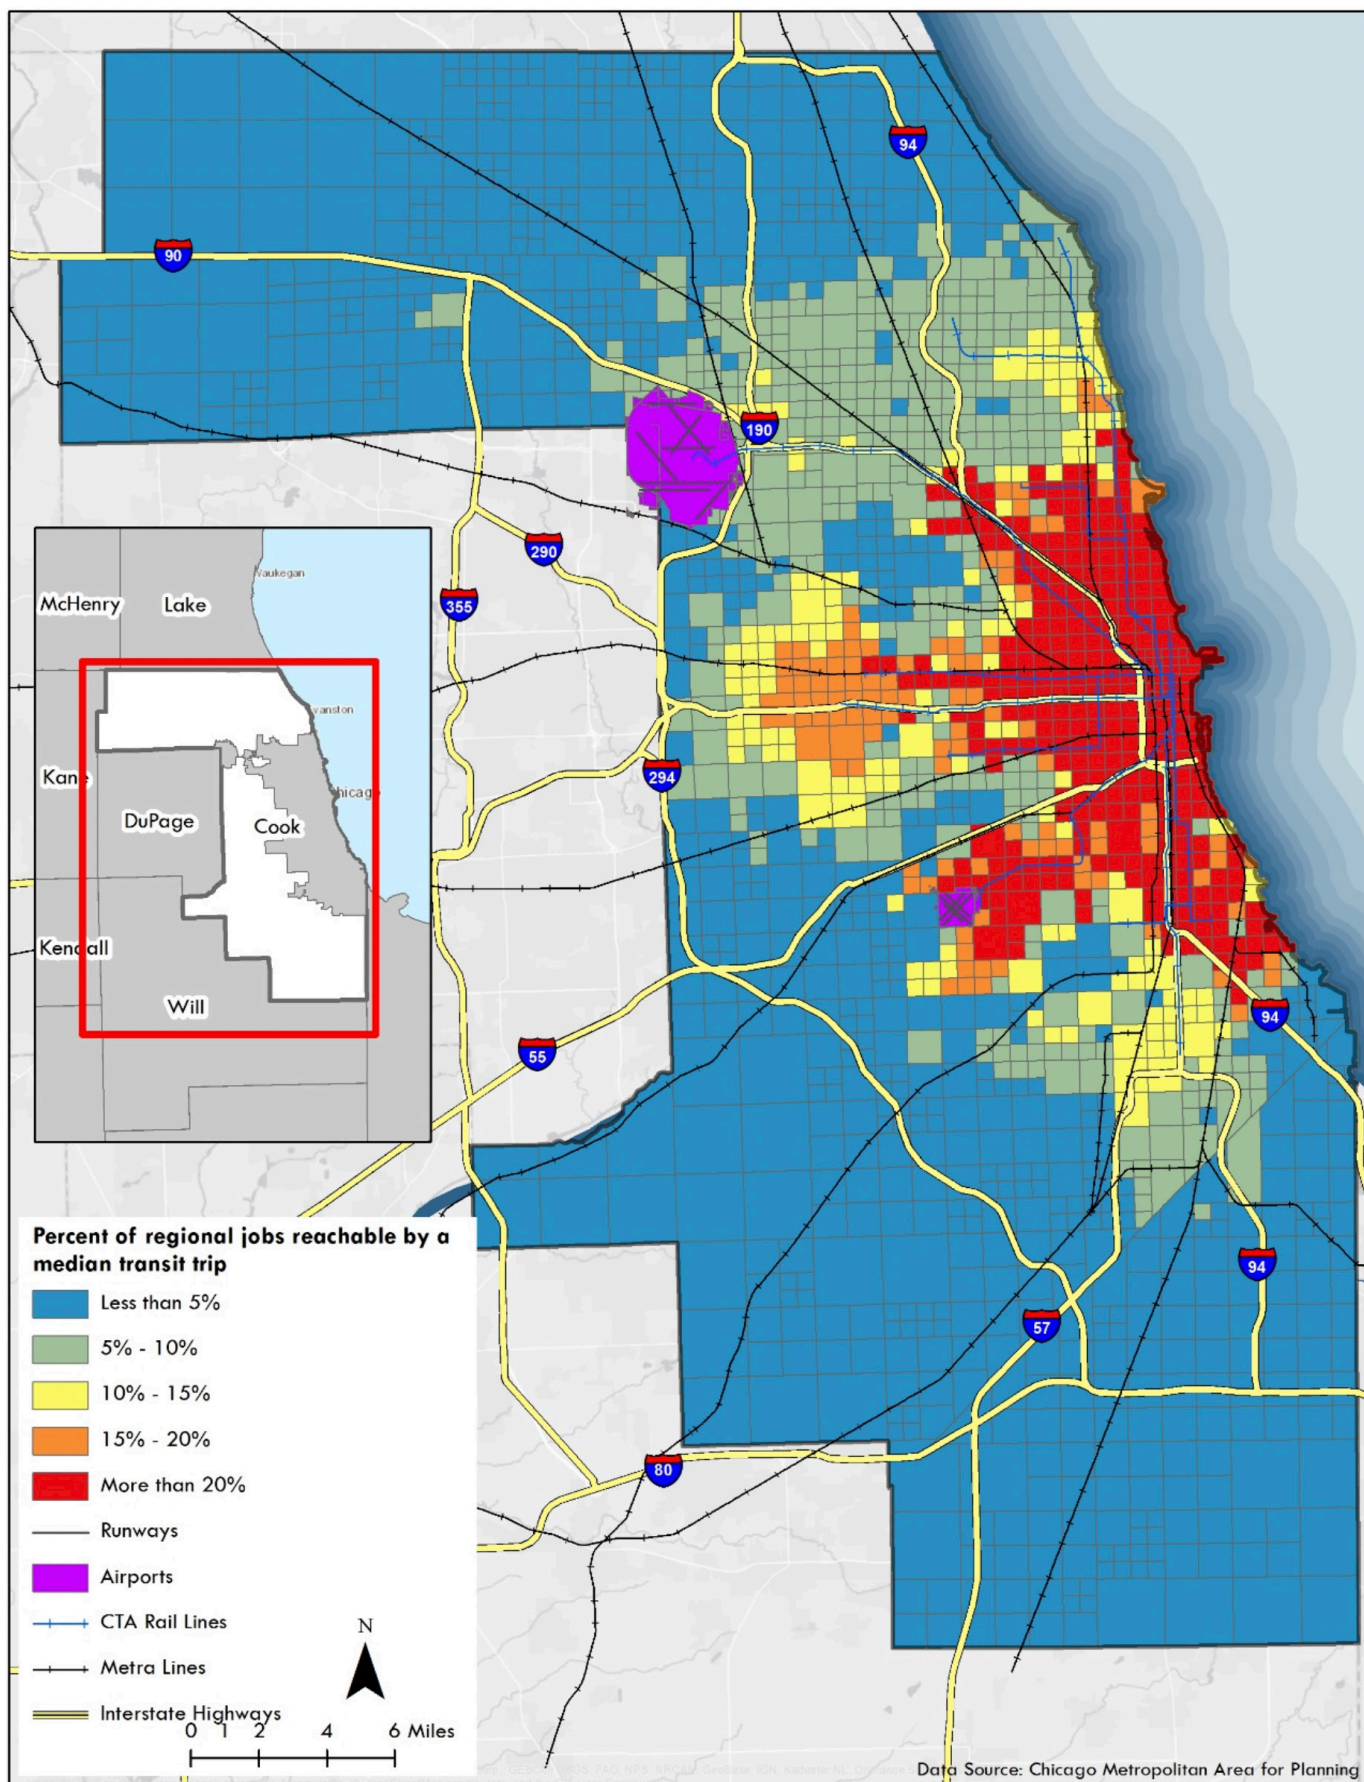 94
90
190
290
355
294
94
55
94
57
80
Waukegan
McHenry
Lake
vanston
Kane
Chicago
DuPage
Cook
Kendall
Will
Percent of regional jobs reachable by a
median transit trip
Less than 5%
5% - 10%
10% - 15%
15% - 20%
More than 20%
Runways
Airports
CTA Rail Lines
Metra Lines
Interstate Highways
N
0 1 2 4 6 Miles
Data Source: Chicago Metropolitan Area for Planning